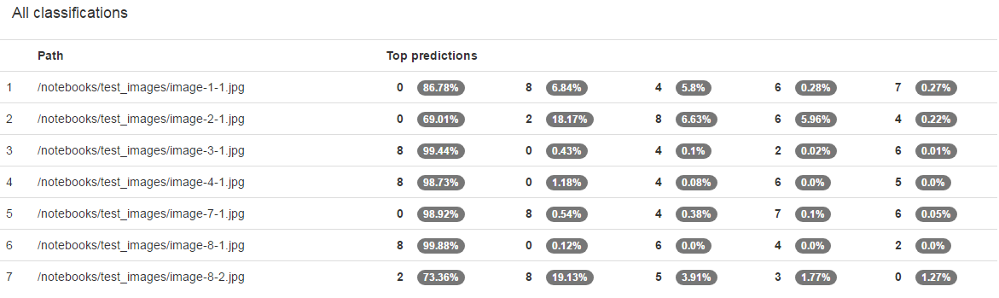 All classifications
Path Top predictions
1 /notebooks/test_images/image-1-1.jpg 0 86.78% 8 6.84% 4 5.8% 6 0.28% 7 0.27%
2 /notebooks/test_images/image-2-1.jpg 0 69.01% 2 18.17% 8 6.63% 6 5.96% 4 0.22%
3 /notebooks/test_images/image-3-1.jpg 8 99.44% 0 0.43% 4 0.1% 2 0.02% 6 0.01%
4 /notebooks/test_images/image-4-1.jpg 8 98.73% 0 1.18% 4 0.08% 6 0.0% 5 0.0%
5 /notebooks/test_images/image-7-1.jpg 0 98.92% 8 0.54% 4 0.38% 7 0.1% 6 0.05%
6 /notebooks/test_images/image-8-1.jpg 8 99.88% 0 0.12% 6 0.0% 4 0.0% 2 0.0%
7 /notebooks/test_images/image-8-2.jpg 2 73.36% 8 19.13% 5 3.91% 3 1.77% 0 1.27%